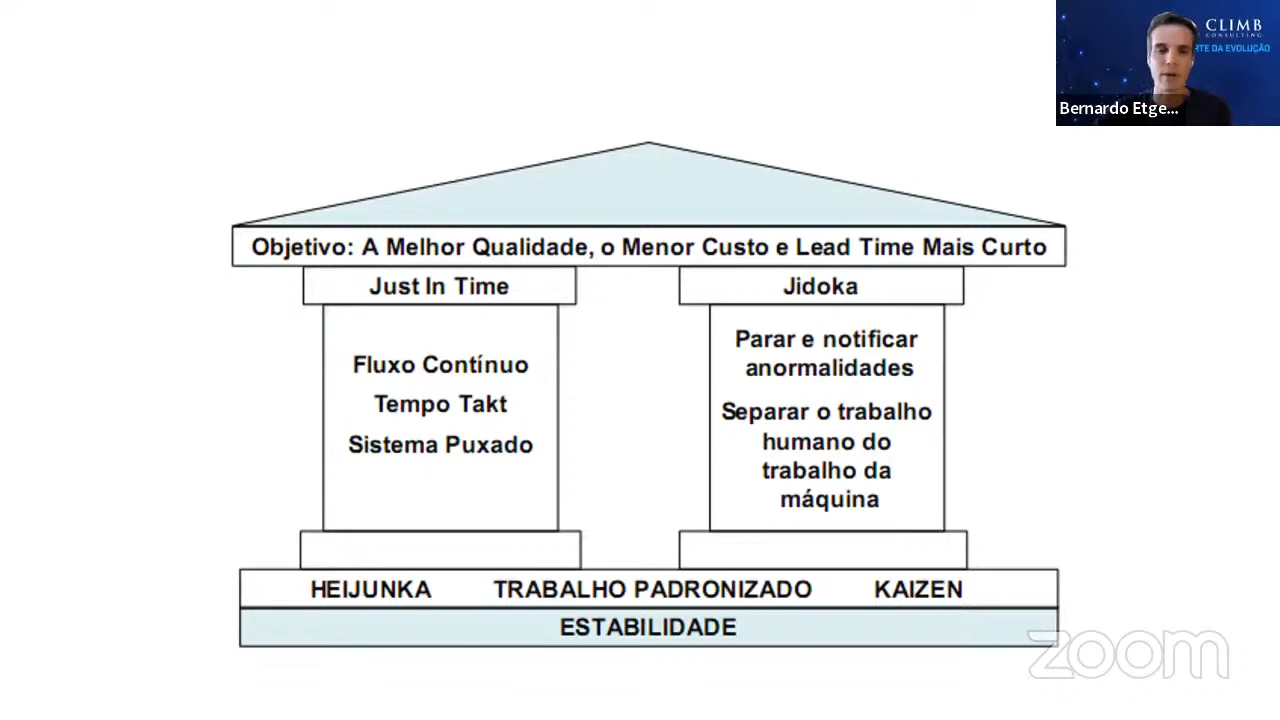 CLIMB
CONSULTING
RTE DA EVOLUÇÃO
Bernardo Etge...
Objetivo: A Melhor Qualidade, o Menor Custo e Lead Time Mais Curto
Just In Time
Jidoka
Fluxo Contínuo
Tempo Takt
Sistema Puxado
Parar e notificar
anormalidades
Separar o trabalho
humano do
trabalho da
máquina
HEIJUNKA TRABALHO PADRONIZADO KAIZEN
ESTABILIDADE
zoom